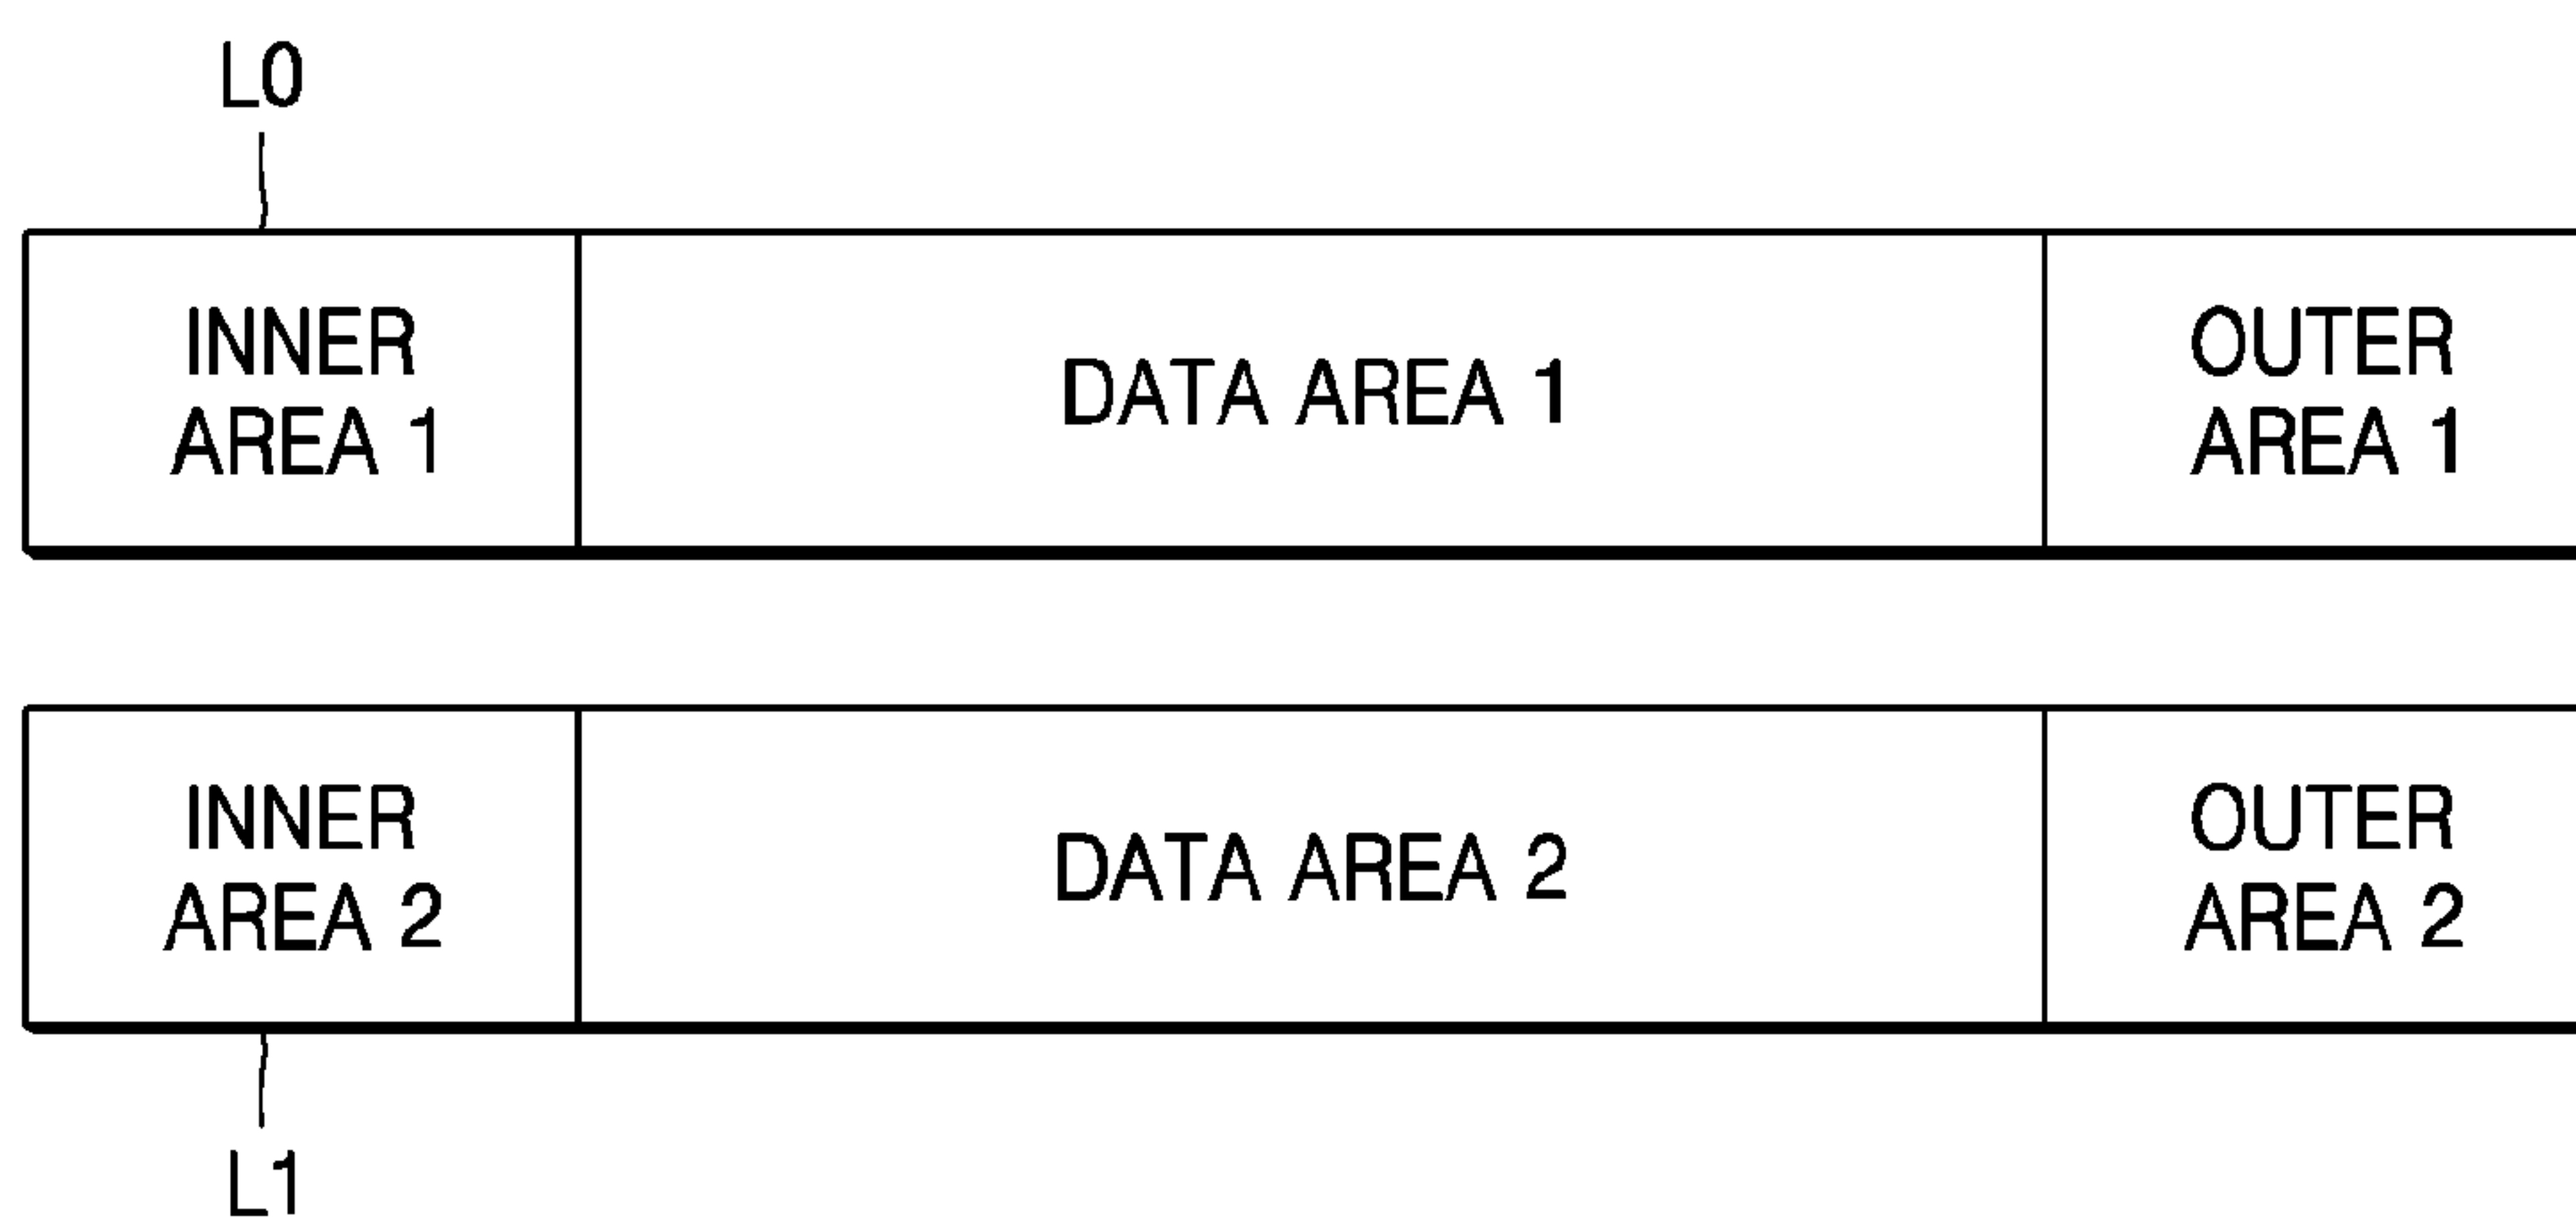 L0
INNER
AREA 1
DATA AREA 1
OUTER
AREA 1
INNER
AREA 2
DATA AREA 2
OUTER
AREA 2
L1